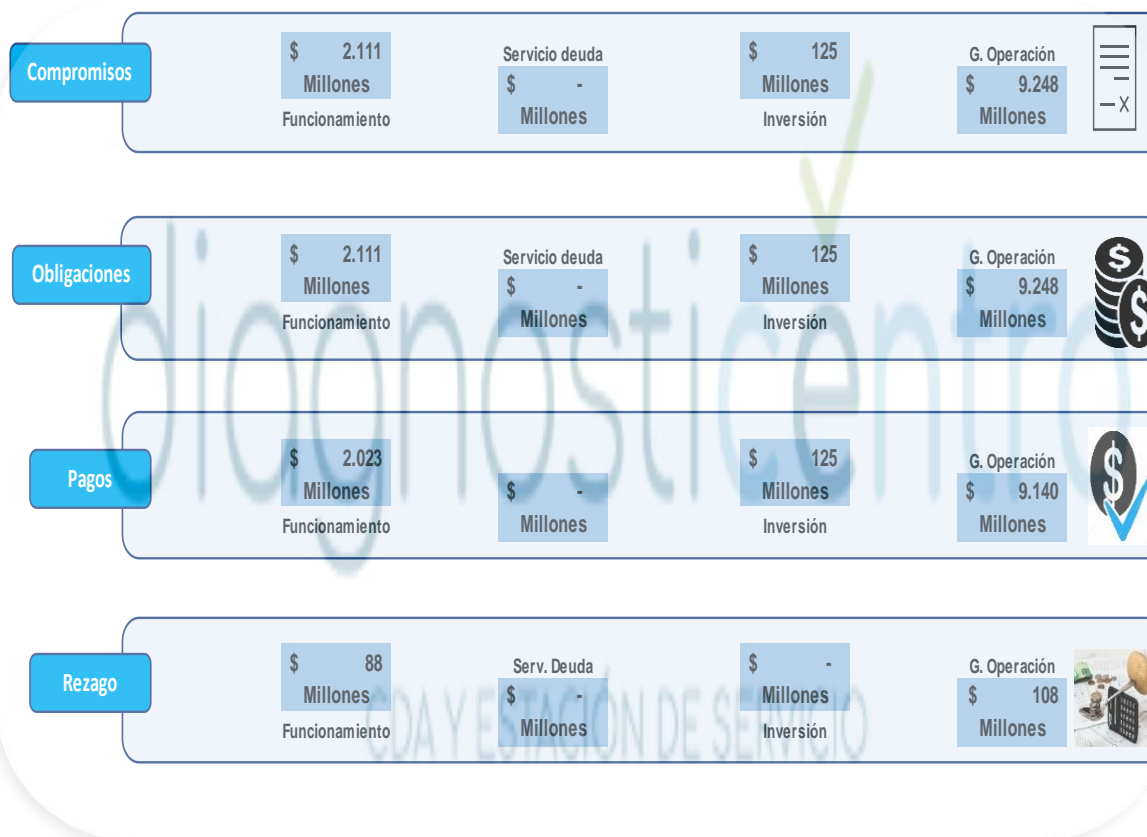 Compromisos
$ 2.111
Millones
Funcionamiento
Servicio deuda
$ -
Millones
$ 125
Millones
Inversión
G. Operación
$ 9.248
Millones
Obligaciones
$ 2.111
Millones
Funcionamiento
Servicio deuda
$ -
Millones
$ 125
Millones
Inversión
G. Operación
$ 9.248
Millones
diagnosticentro
Pagos
$ 2.023
Millones
Funcionamiento
$ -
Millones
$ 125
Millones
Inversión
G. Operación
$ 9.140
Millones
Rezago
$ 88
Millones
Funcionamiento
Serv. Deuda
$ -
Millones
$ -
Millones
Inversión
G. Operación
$ 108
Millones
CDA Y ESTACIÓN DE SERVICIO